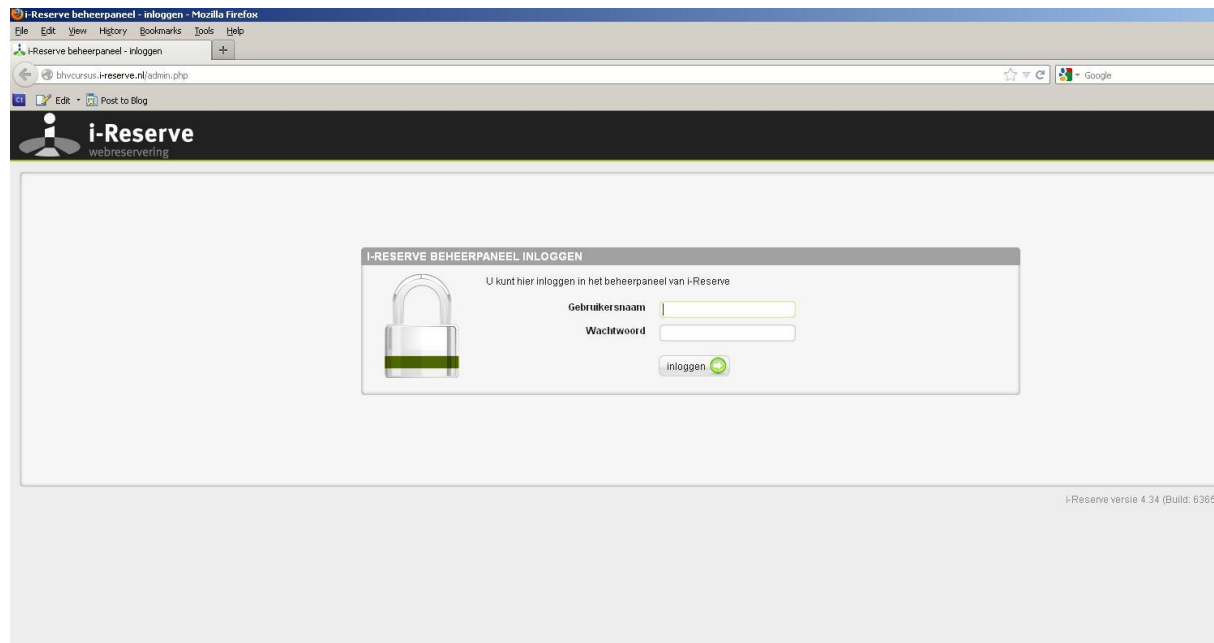 i-Reserve beheerpaneel - inloggen - Mozilla Firefox
File Edit View History Bookmarks Tools Help
i-Reserve beheerpaneel - inloggen +
bhvcursus.i-reserve.nl/admin.php Google
Ct Edit Post to Blog
i-Reserve
webreservering
I-RESERVE BEHEERPANEEL INLOGGEN
U kunt hier inloggen in het beheerpaneel van i-Reserve
Gebruikersnaam
Wachtwoord
inloggen
i-Reserve versie 4.34 (Build: 6365